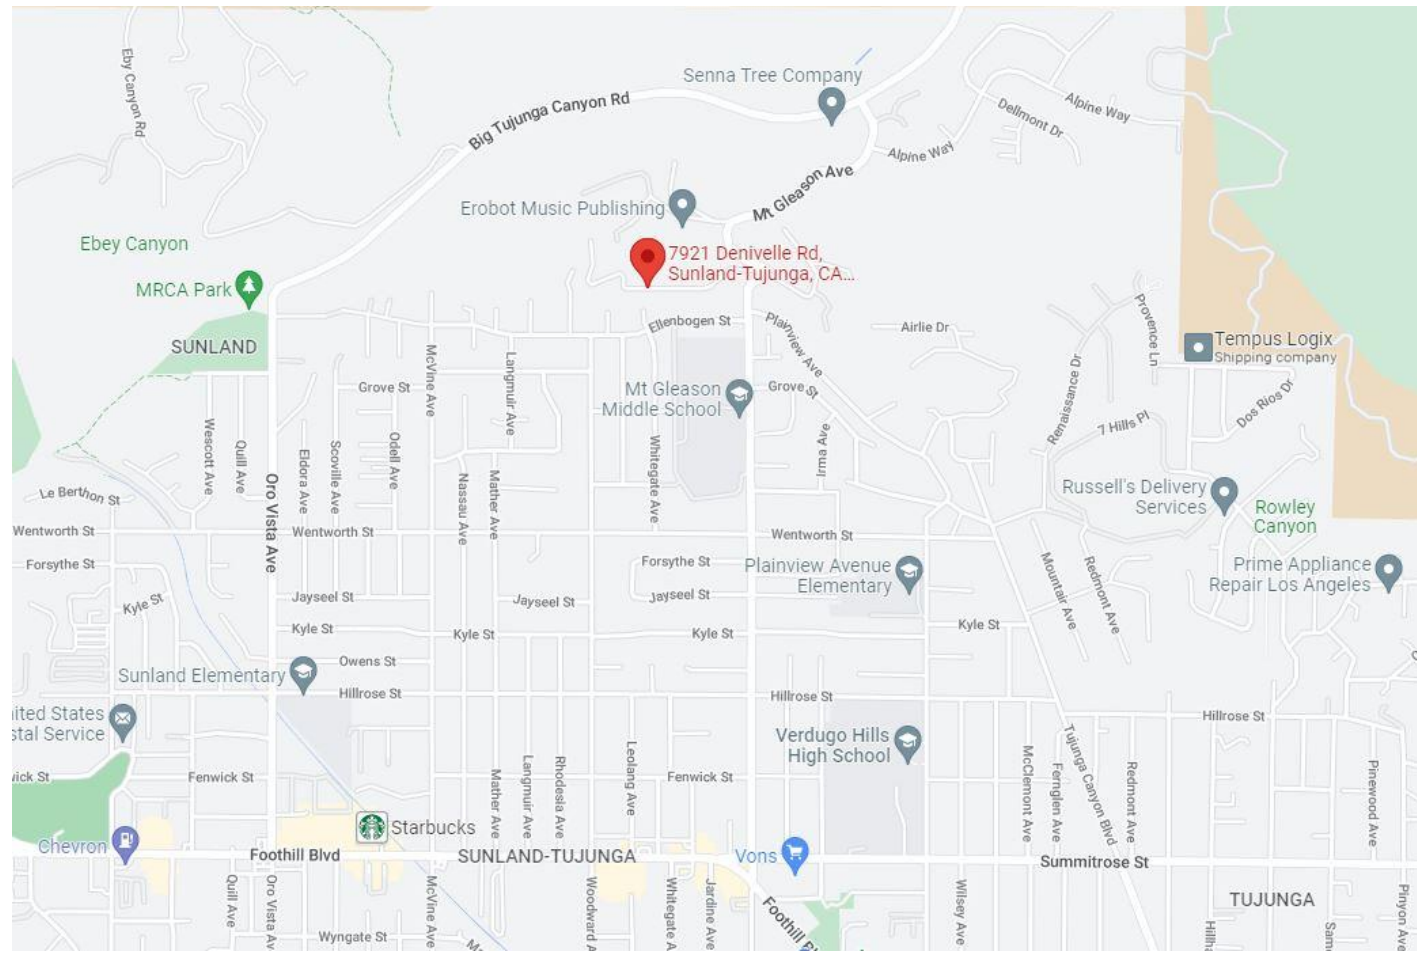 Eby Canyon Rd
Big Tujunga Canyon Rd
Senna Tree Company
Dellmont Dr
Alpine Way
Alpine Way
Mt Gleason Ave
Erobot Music Publishing
7921 Denivelle Rd,
Sunland-Tujunga, CA...
Ebey Canyon
MRCA Park
SUNLAND
Ellenbogen St
Plainview Ave
Airlie Dr
Provence Ln
Tempus Logix
Shipping company
McVine Ave
Langmuir Ave
Grove St
Mt Gleason
Middle School
Grove St
Renaissance Dr
Dos Rios Dr
7 Hills Pl
Wescott Ave
Quill Ave
Oro Vista Ave
Eldora Ave
Scoville Ave
Odell Ave
Nassau Ave
Mather Ave
Whitegate Ave
Irma Ave
Russell's Delivery
Services
Rowley
Canyon
Le Berthon St
Wentworth St
Wentworth St
Wentworth St
Forsythe St
Forsythe St
Plainview Avenue
Elementary
Mountair Ave
Redmont Ave
Prime Appliance
Repair Los Angeles
Kyle St
Jayseel St
Jayseel St
Jayseel St
Kyle St
Kyle St
Kyle St
Kyle St
Owens St
Sunland Elementary
Hillrose St
Hillrose St
Hillrose St
ited States
stal Service
Verdugo Hills
High School
Tujunga Canyon Blvd
McClemont Ave
Fernglen Ave
Redmont Ave
Pinewood Ave
wick St
Fenwick St
Mather Ave
Langmuir Ave
Rhodesia Ave
Leolang Ave
Fenwick St
Starbucks
Chevron
Foothill Blvd
SUNLAND-TUJUNGA
Vons
Summitrose St
TUJUNGA
Quill Ave
Oro Vista Av
McVine Ave
Wyngate St
Woodward A
Whitegate A
Jardine Ave
Foothill B
Wilsey Ave
Hillh
Sam
Pinyon Ave